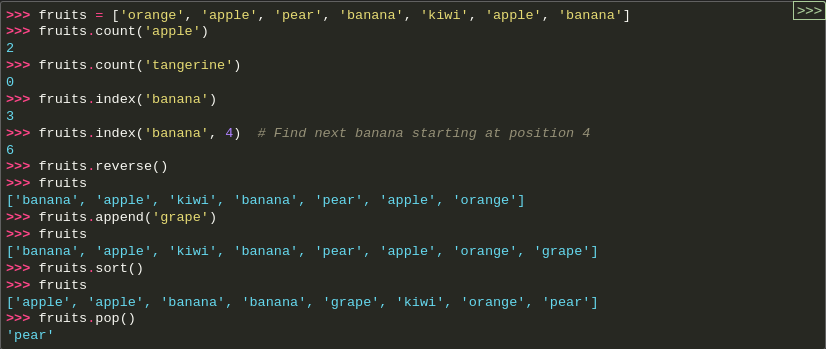 >>>
>>> fruits = ['orange', 'apple', 'pear', 'banana', 'kiwi', 'apple', 'banana']
>>> fruits.count('apple')
2
>>> fruits.count('tangerine')
0
>>> fruits.index('banana')
3
>>> fruits.index('banana', 4)  # Find next banana starting at position 4
6
>>> fruits.reverse()
>>> fruits
['banana', 'apple', 'kiwi', 'banana', 'pear', 'apple', 'orange']
>>> fruits.append('grape')
>>> fruits
['banana', 'apple', 'kiwi', 'banana', 'pear', 'apple', 'orange', 'grape']
>>> fruits.sort()
>>> fruits
['apple', 'apple', 'banana', 'banana', 'grape', 'kiwi', 'orange', 'pear']
>>> fruits.pop()
'pear'